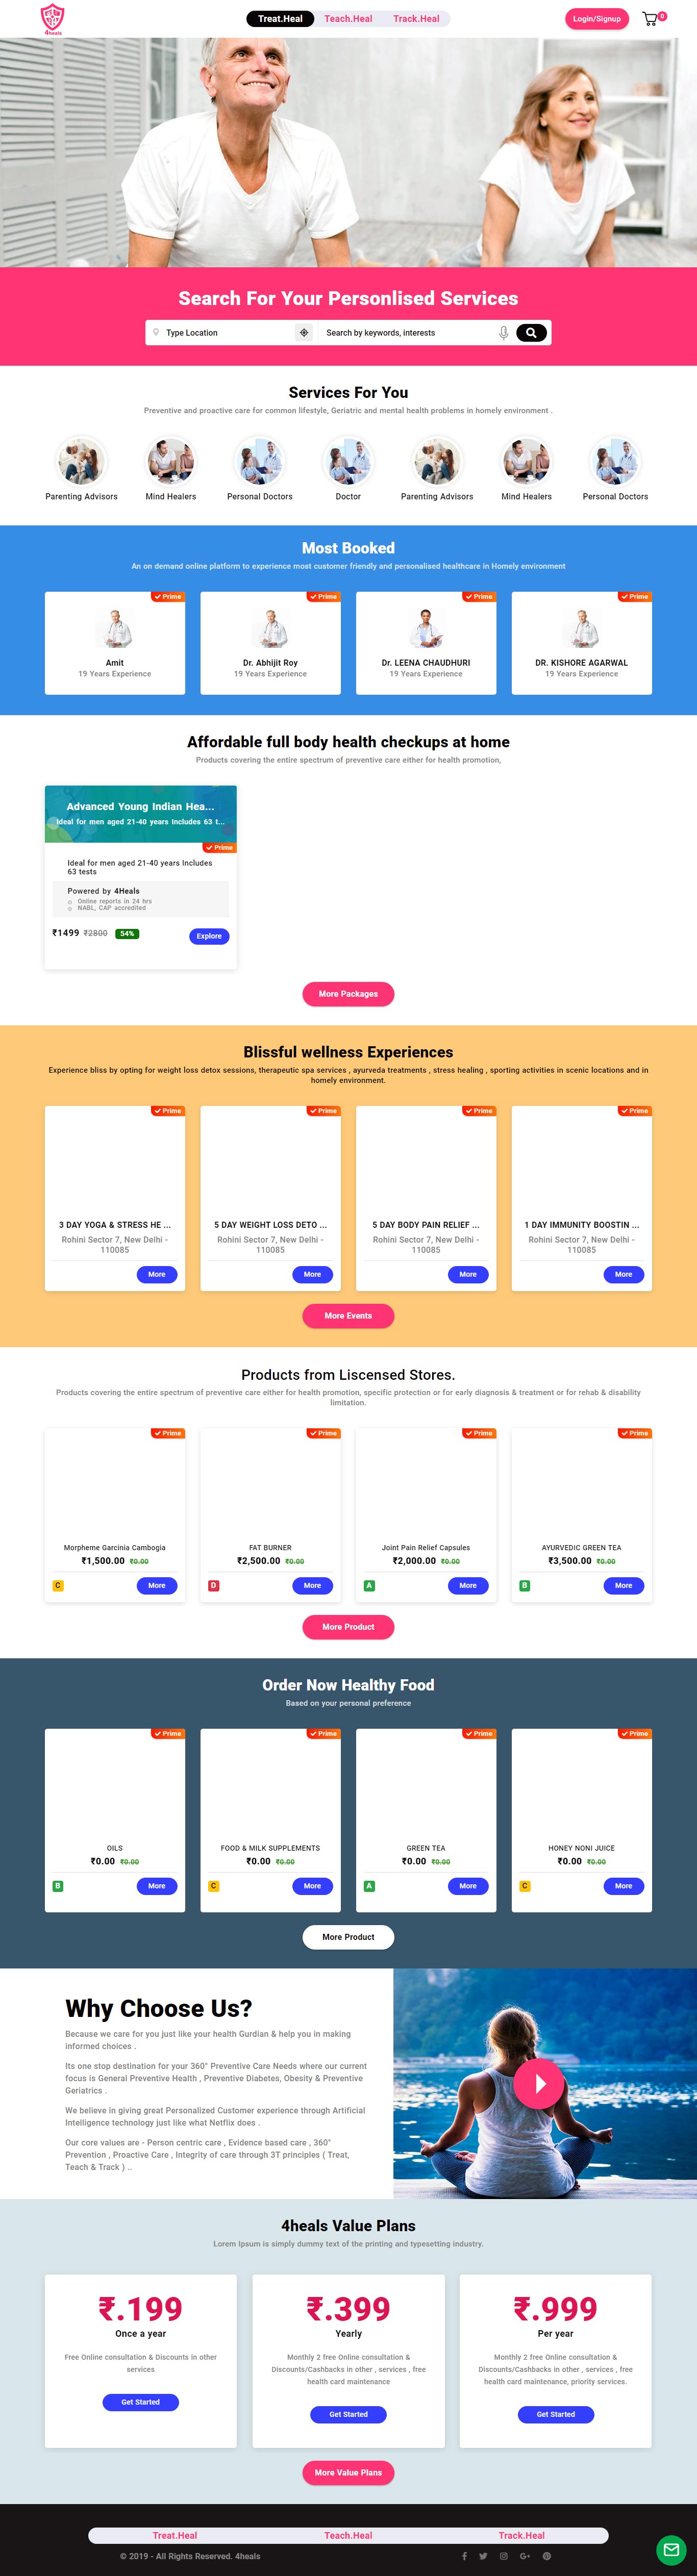 4heals
Treat.Heal Teach.Heal Track.Heal
Login/Signup
0
Search For Your Personlised Services
Type Location
Search by keywords, interests
Services For You
Preventive and proactive care for common lifestyle, Geriatric and mental health problems in homely environment .
Parenting Advisors Mind Healers Personal Doctors Doctor Parenting Advisors Mind Healers Personal Doctors
Most Booked
An on demand online platform to experience most customer friendly and personalised healthcare in Homely environment
Prime Prime Prime Prime
Amit Dr. Abhijit Roy Dr. LEENA CHAUDHURI DR. KISHORE AGARWAL
19 Years Experience 19 Years Experience 19 Years Experience 19 Years Experience
Affordable full body health checkups at home
Products covering the entire spectrum of preventive care either for health promotion,
Advanced Young Indian Hea...
Ideal for men aged 21-40 years Includes 63 t...
Prime
Ideal for men aged 21-40 years Includes
63 tests
Powered by 4Heals
Online reports in 24 hrs
NABL, CAP accredited
₹1499 ₹2800 54% Explore
More Packages
Blissful wellness Experiences
Experience bliss by opting for weight loss detox sessions, therapeutic spa services , ayurveda treatments , stress healing , sporting activities in scenic locations and in
homely environment.
Prime Prime Prime Prime
3 DAY YOGA & STRESS HE ... 5 DAY WEIGHT LOSS DETO ... 5 DAY BODY PAIN RELIEF ... 1 DAY IMMUNITY BOOSTIN ...
Rohini Sector 7, New Delhi - Rohini Sector 7, New Delhi - Rohini Sector 7, New Delhi - Rohini Sector 7, New Delhi -
110085 110085 110085 110085
More More More More
More Events
Products from Liscensed Stores.
Products covering the entire spectrum of preventive care either for health promotion, specific protection or for early diagnosis & treatment or for rehab & disability
limitation.
Prime Prime Prime Prime
Morpheme Garcinia Cambogia FAT BURNER Joint Pain Relief Capsules AYURVEDIC GREEN TEA
₹1,500.00 ₹0.00 ₹2,500.00 ₹0.00 ₹2,000.00 ₹0.00 ₹3,500.00 ₹0.00
C More D More A More B More
More Product
Order Now Healthy Food
Based on your personal preference
Prime Prime Prime Prime
OILS FOOD & MILK SUPPLEMENTS GREEN TEA HONEY NONI JUICE
₹0.00 ₹0.00 ₹0.00 ₹0.00 ₹0.00 ₹0.00 ₹0.00 ₹0.00
B More C More A More C More
More Product
Why Choose Us?
Because we care for you just like your health Gurdian & help you in making
informed choices .
Its one stop destination for your 360° Preventive Care Needs where our current
focus is General Preventive Health , Preventive Diabetes, Obesity & Preventive
Geriatrics .
We believe in giving great Personalized Customer experience through Artificial
Intelligence technology just like what Netflix does .
Our core values are - Person centric care , Evidence based care , 360°
Prevention , Proactive Care , Integrity of care through 3T principles ( Treat,
Teach & Track ) ..
4heals Value Plans
Lorem Ipsum is simply dummy text of the printing and typesetting industry.
₹.199 ₹.399 ₹.999
Once a year Yearly Per year
Free Online consultation & Discounts in other
services
Get Started
Monthly 2 free Online consultation &
Discounts/Cashbacks in other , services , free
health card maintenance
Get Started
Monthly 2 free Online consultation &
Discounts/Cashbacks in other , services , free
health card maintenance, priority services.
Get Started
More Value Plans
Treat.Heal Teach.Heal Track.Heal
© 2019 - All Rights Reserved. 4heals